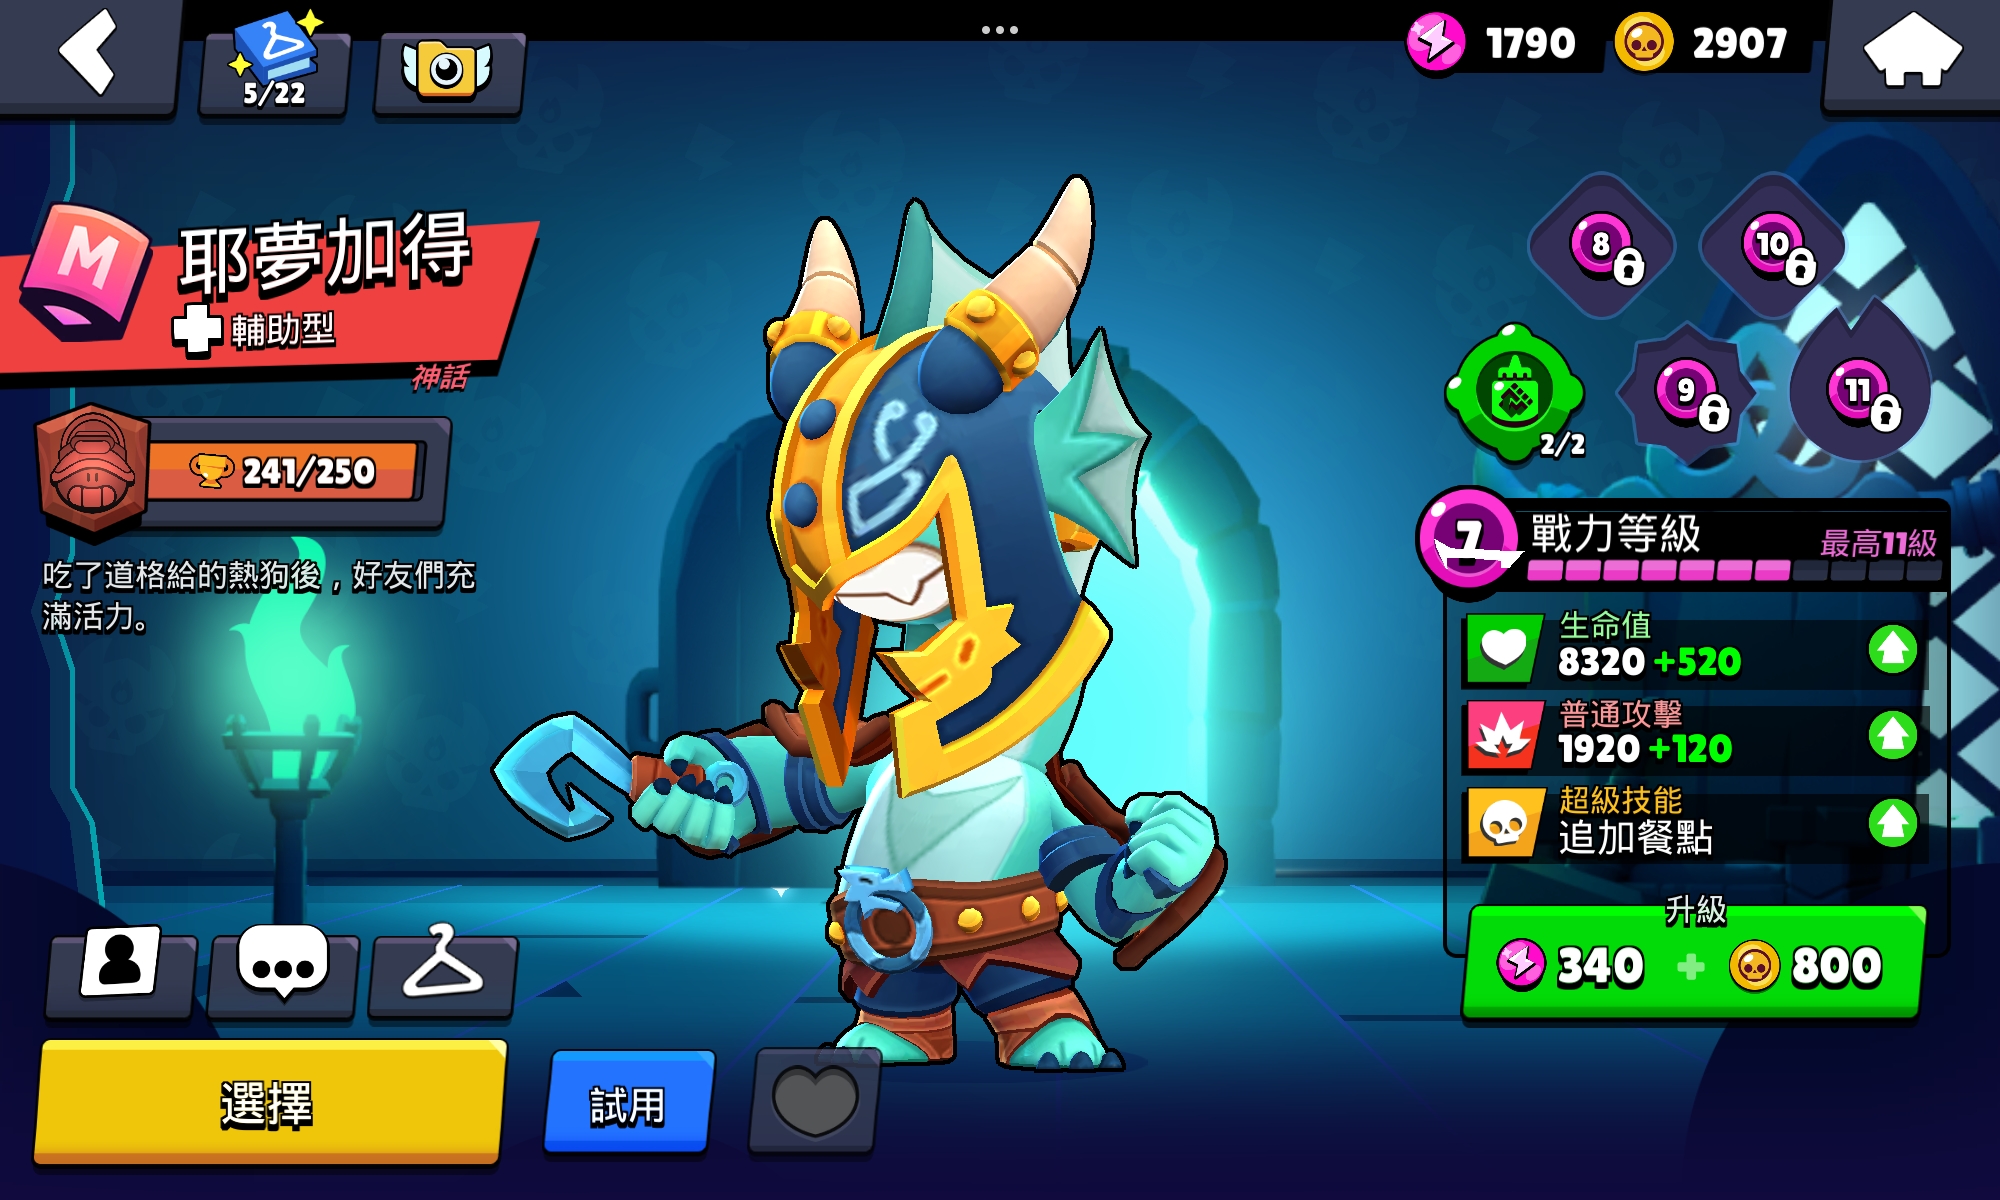 5/22
1790
2907
M
耶夢加得
輔助型
神話
241/250
吃了道格給的熱狗後，好友們充
滿活力。
8
10
2/2
9
11
7
戰力等級
最高11級
生命值
8320 +520
普通攻擊
1920 +120
超級技能
追加餐點
升級
340 + 800
選擇
試用